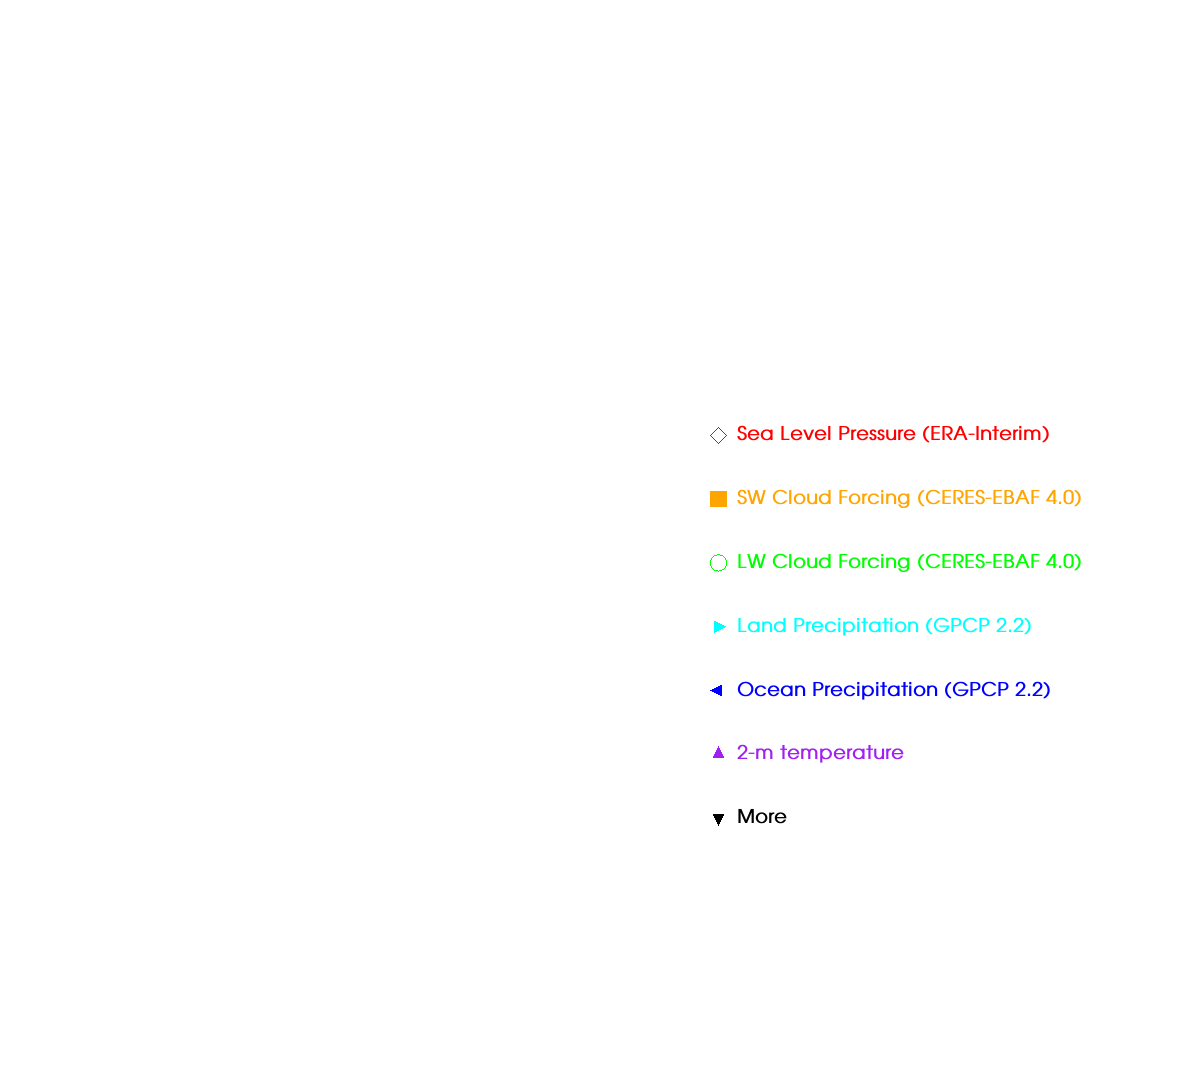 Sea Level Pressure (ERA-Interim)
SW Cloud Forcing (CERES-EBAF 4.0)
LW Cloud Forcing (CERES-EBAF 4.0)
Land Precipitation (GPCP 2.2)
Ocean Precipitation (GPCP 2.2)
2-m temperature
More